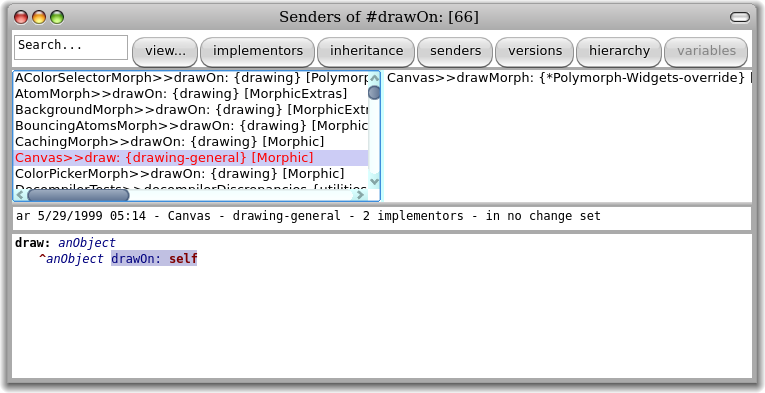 Senders of #drawOn: [66]
Search...
view...
implementors
inheritance
senders
versions
hierarchy
variables
AColorSelectorMorph>>drawOn: {drawing} [Polymorp
AtomMorph>>drawOn: {drawing} [MorphicExtras]
BackgroundMorph>>drawOn: {drawing} [MorphicExtr
BouncingAtomsMorph>>drawOn: {drawing} [Morphic
CachingMorph>>drawOn: {drawing} [Morphic]
Canvas>>draw: {drawing-general} [Morphic]
ColorPickerMorph>>drawOn: {drawing} [Morphic]
DecompilerTests>>decompilerDiscrepancies {utilities
Canvas>>drawMorph: {*Polymorph-Widgets-override} [
ar 5/29/1999 05:14 - Canvas - drawing-general - 2 implementors - in no change set
draw: anObject
^anObject drawOn: self